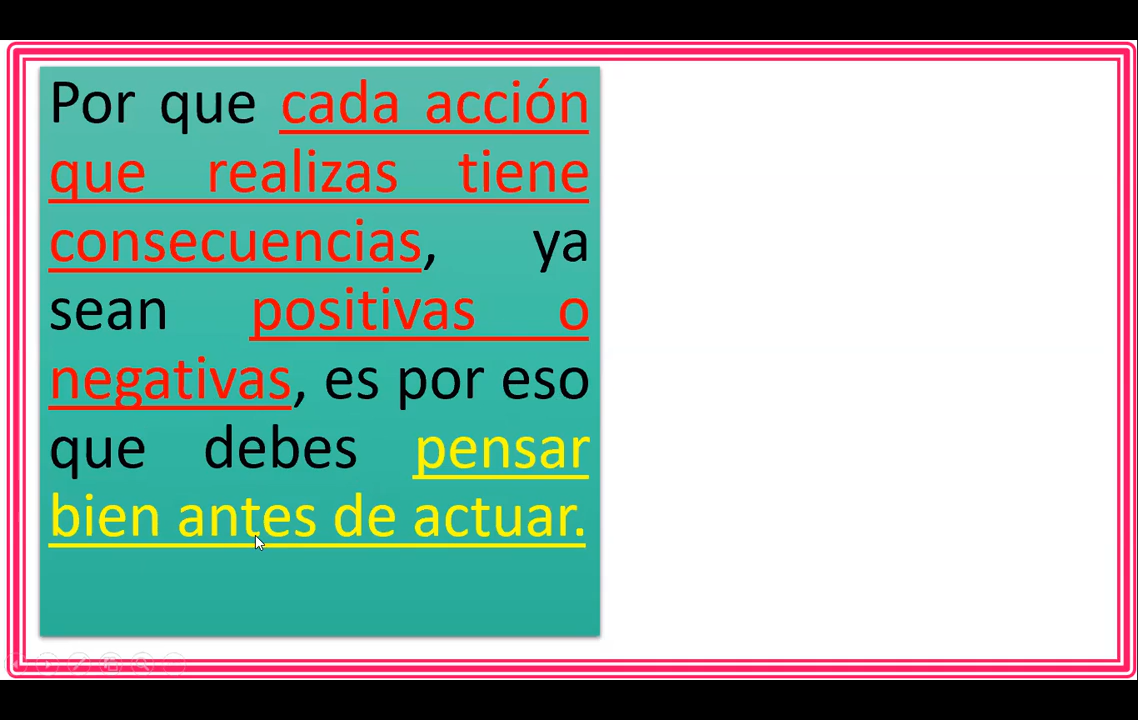 Por que cada acción
que realizas tiene
consecuencias, ya
sean positivas o
negativas, es por eso
que debes pensar
bien antes de actuar.